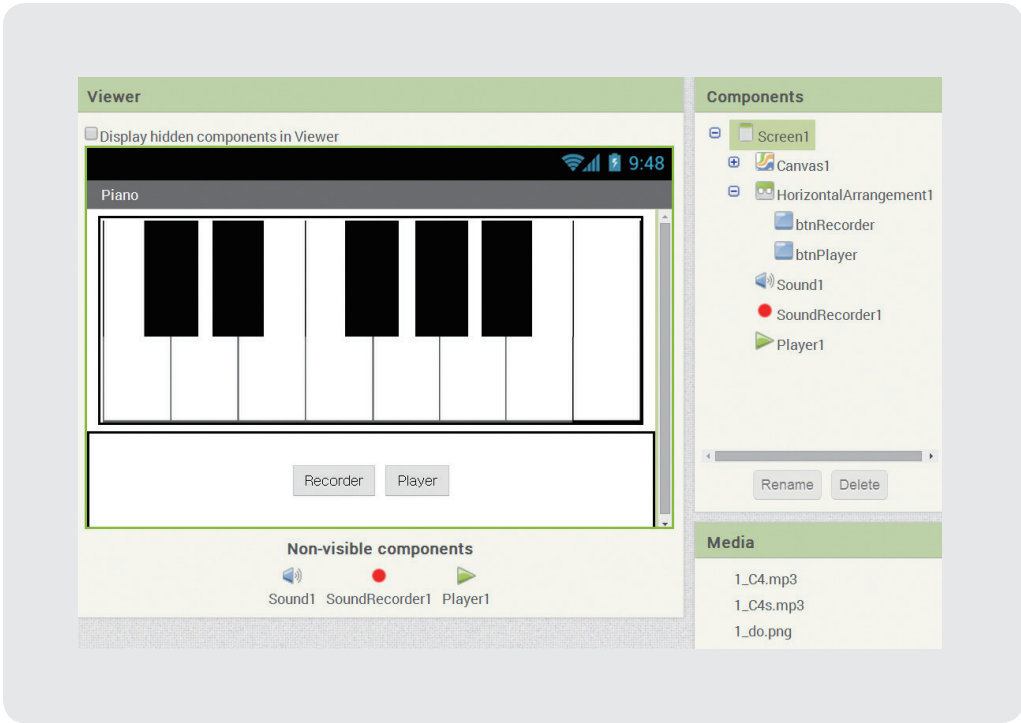 Viewer
Display hidden components in Viewer
9:48
Piano
Recorder Player
Non-visible components
Sound1 SoundRecorder1 Player1
Components
Screen1
Canvas1
HorizontalArrangement1
btnRecorder
btnPlayer
Sound1
SoundRecorder1
Player1
Rename Delete
Media
1_C4.mp3
1_C4s.mp3
1_do.png